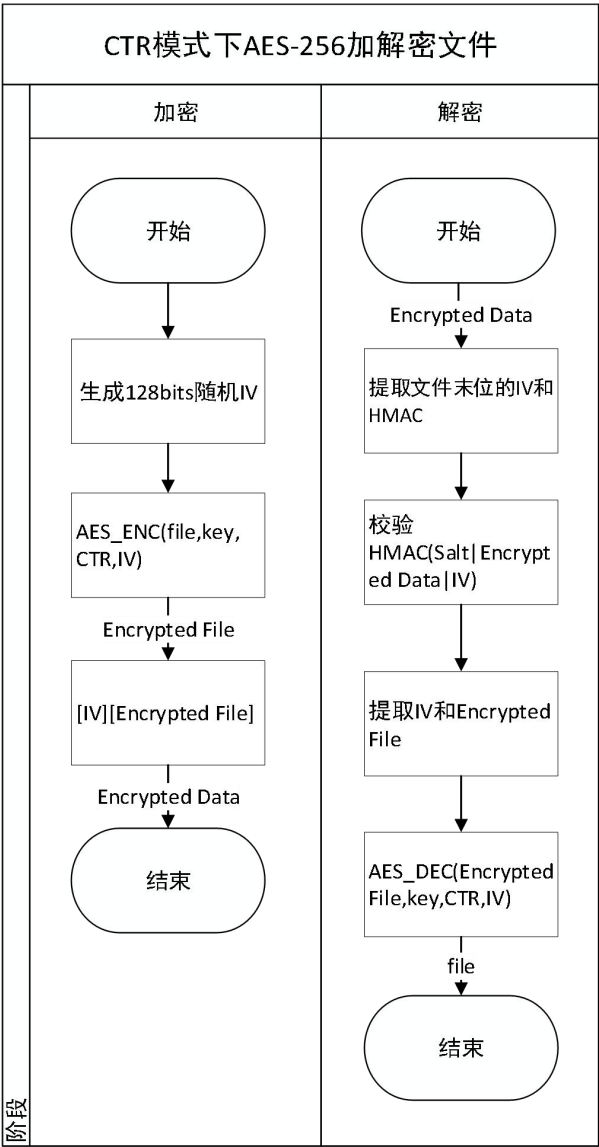 CTR模式下AES-256加解密文件
加密
解密
开始
生成128bits随机IV
AES_ENC(file,key,
CTR,IV)
Encrypted File
[IV][Encrypted File]
Encrypted Data
结束
开始
Encrypted Data
提取文件末位的IV和
HMAC
校验
HMAC(Salt|Encrypt
ed Data|IV)
提取IV和Encrypted
File
AES_DEC(Encrypted
File,key,CTR,IV)
file
结束
阶段